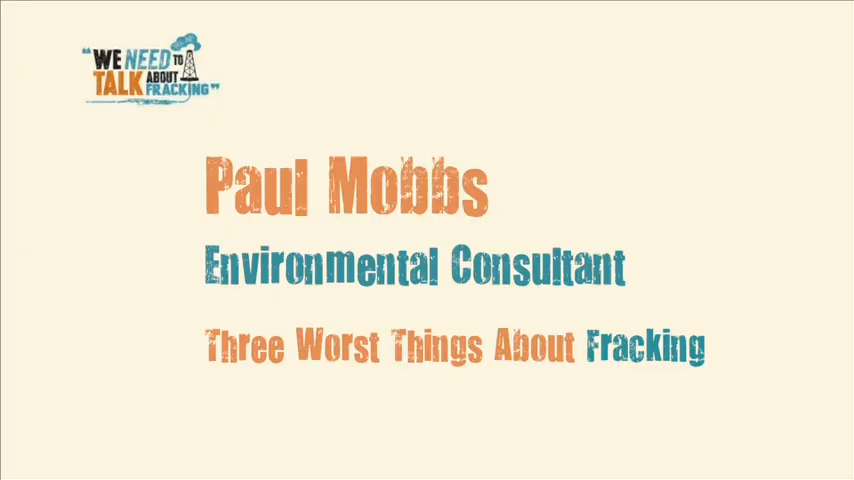 "WE NEED TO
TALK ABOUT
FRACKING"
Paul Mobbs
Environmental Consultant
Three Worst Things About Fracking